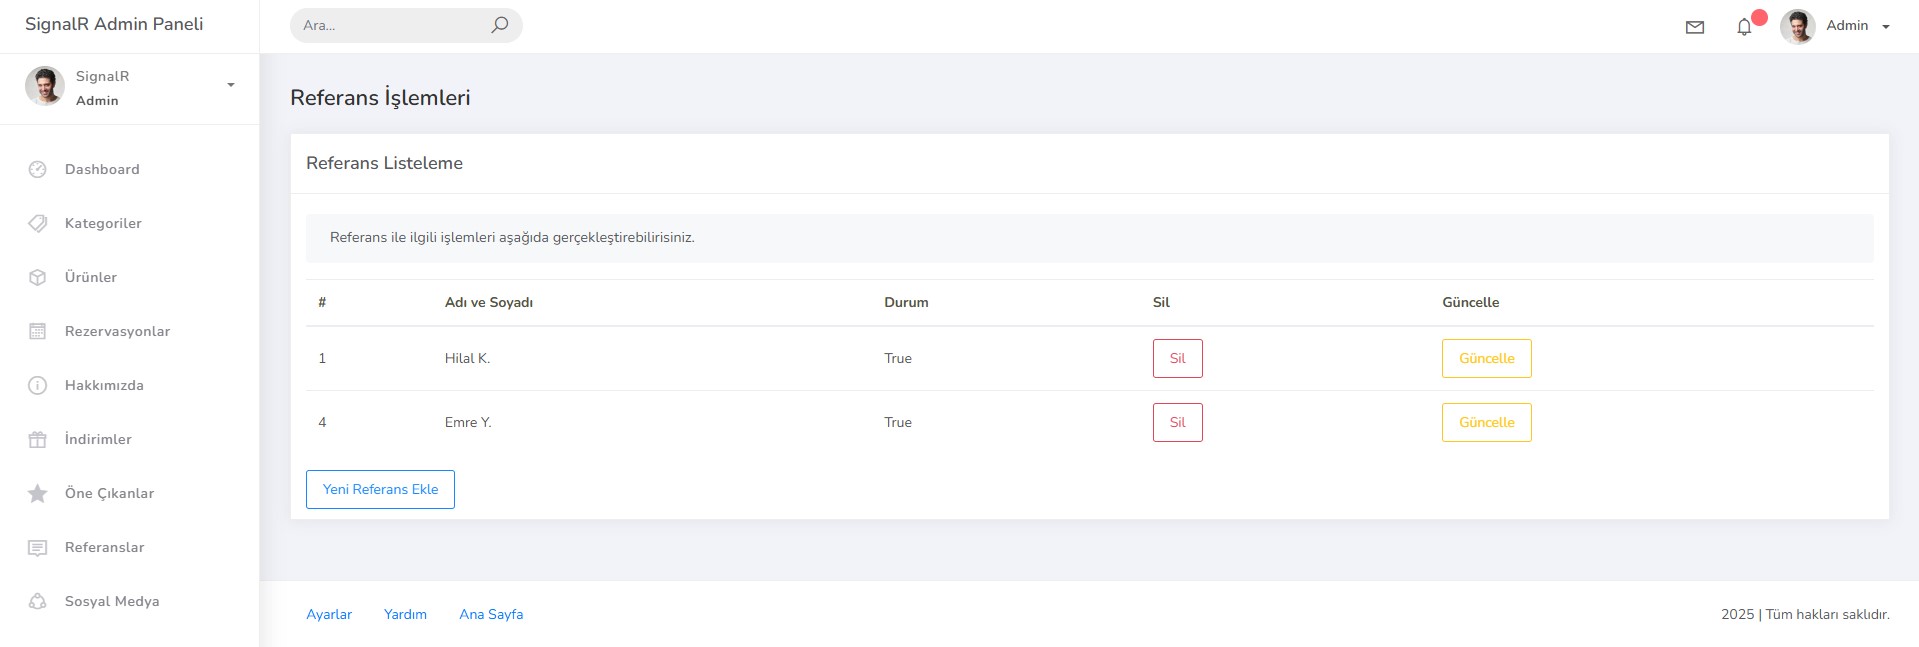 SignalR Admin Paneli
Ara...
Admin
SignalR
Admin
Dashboard
Kategoriler
Ürünler
Rezervasyonlar
Hakkımızda
İndirimler
Öne Çıkanlar
Referanslar
Sosyal Medya
Referans İşlemleri
Referans Listeleme
Referans ile ilgili işlemleri aşağıda gerçekleştirebilirisiniz.
# Adı ve Soyadı Durum Sil Güncelle
1 Hilal K. True Sil Güncelle
4 Emre Y. True Sil Güncelle
Yeni Referans Ekle
Ayarlar Yardım Ana Sayfa 2025 | Tüm hakları saklıdır.